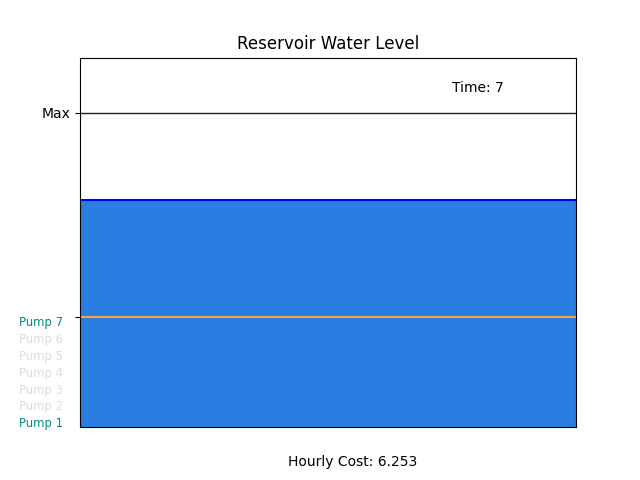 Reservoir Water Level
Time: 7
Max
Pump 7
Pump 6
Pump 5
Pump 4
Pump 3
Pump 2
Pump 1
Hourly Cost: 6.253